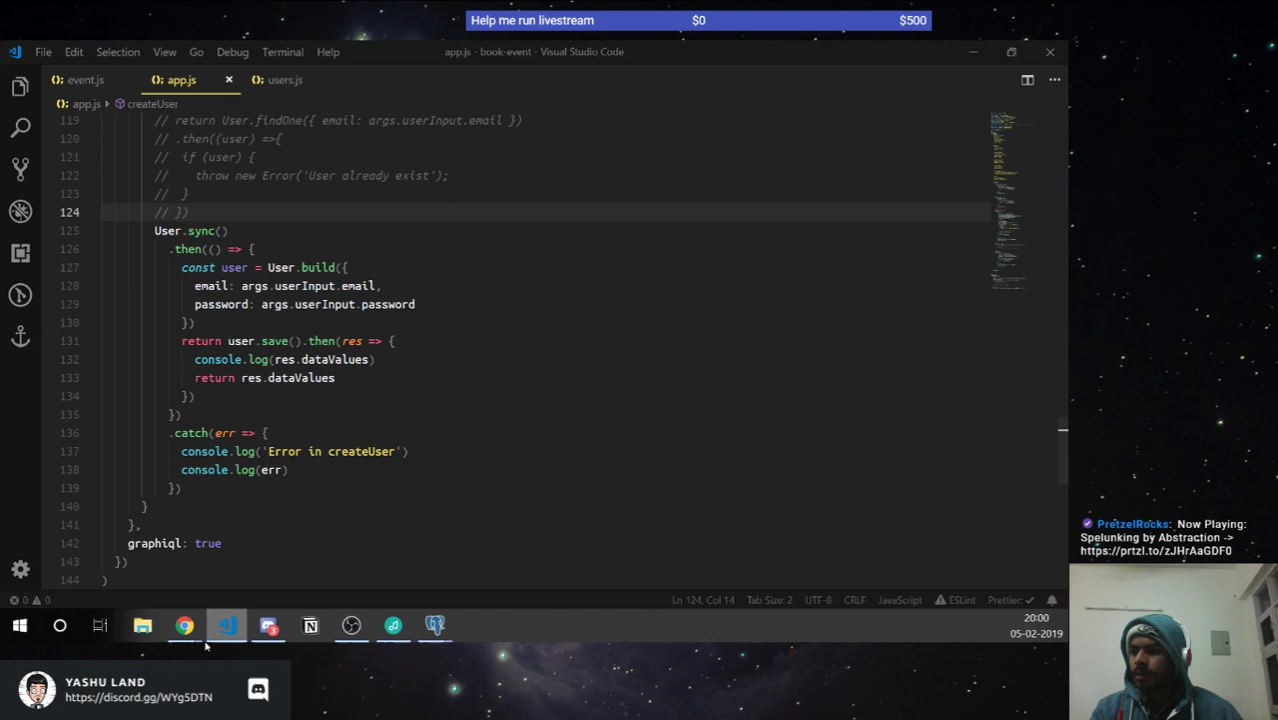 Help me run livestream $0 $500
File Edit Selection View Go Debug Terminal Help app.js - book-event - Visual Studio Code
event.js app.js × users.js
app.js createUser
119 // return User.findOne({ email: args.userInput.email })
120 // .then((user) =>{
121 // if (user) {
122 // throw new Error('User already exist');
123 // }
124 // })
125 User.sync()
126 .then(() => {
127 const user = User.build({
128 email: args.userInput.email,
129 password: args.userInput.password
130 })
131 return user.save().then(res => {
132 console.log(res.dataValues)
133 return res.dataValues
134 })
135 })
136 .catch(err => {
137 console.log('Error in createUser')
138 console.log(err)
139 })
140 }
141 },
142 graphiql: true
143 })
144 )
PretzelRocks: Now Playing:
Spelunking by Abstraction ->
https://prtzl.to/zJHrAaGDF0
0 0 Ln 124, Col 14 Tab Size: 2 UTF-8 CRLF JavaScript ESLint Prettier: ✓
3
20:00
05-02-2019
YASHU LAND
https://discord.gg/WYg5DTN